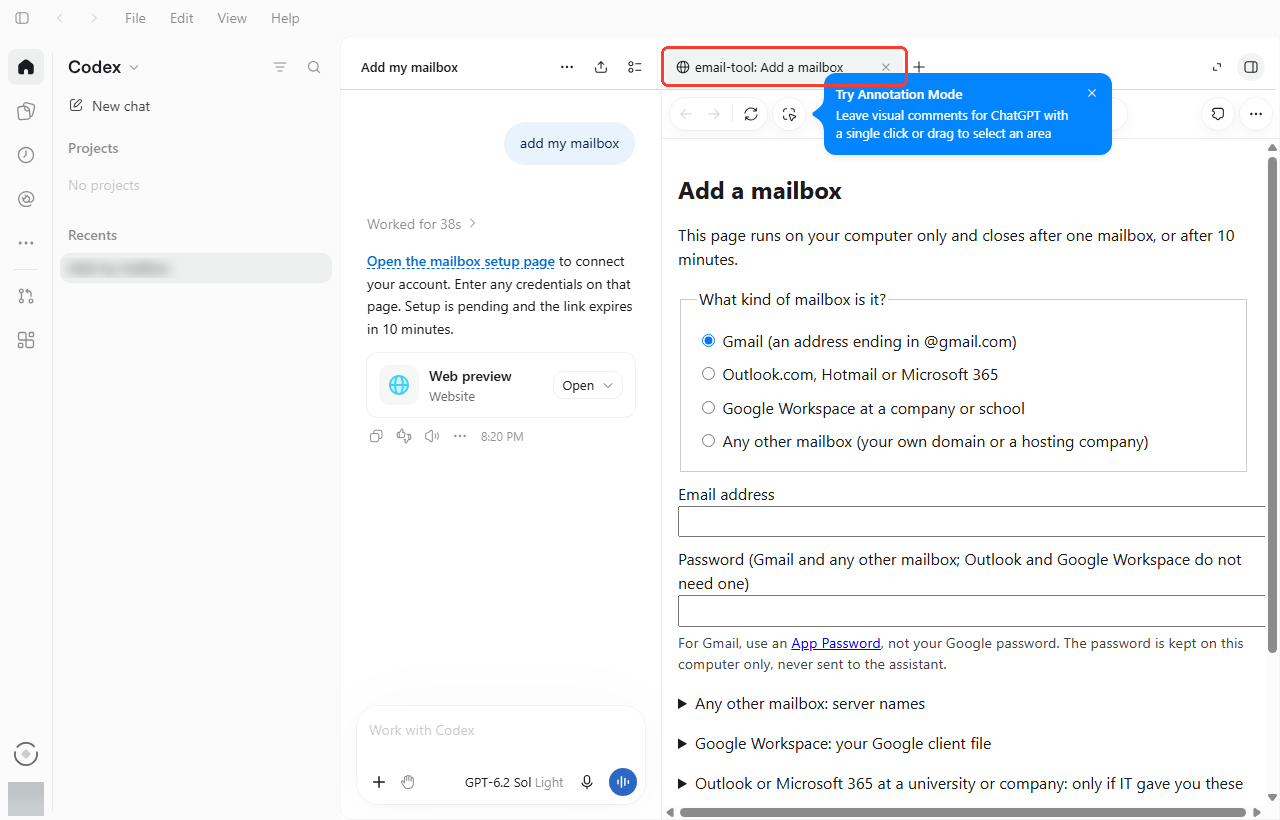 File Edit View Help
Codex
New chat
Projects
No projects
Recents
Add my mailbox
add my mailbox
Worked for 38s
Open the mailbox setup page to connect
your account. Enter any credentials on that
page. Setup is pending and the link expires
in 10 minutes.
Web preview
Website
Open
8:20 PM
Work with Codex
GPT-6.2 Sol Light
email-tool: Add a mailbox
Try Annotation Mode
Leave visual comments for ChatGPT with
a single click or drag to select an area
Add a mailbox
This page runs on your computer only and closes after one mailbox, or after 10
minutes.
What kind of mailbox is it?
Gmail (an address ending in @gmail.com)
Outlook.com, Hotmail or Microsoft 365
Google Workspace at a company or school
Any other mailbox (your own domain or a hosting company)
Email address
Password (Gmail and any other mailbox; Outlook and Google Workspace do not
need one)
For Gmail, use an App Password, not your Google password. The password is kept on this
computer only, never sent to the assistant.
Any other mailbox: server names
Google Workspace: your Google client file
Outlook or Microsoft 365 at a university or company: only if IT gave you these